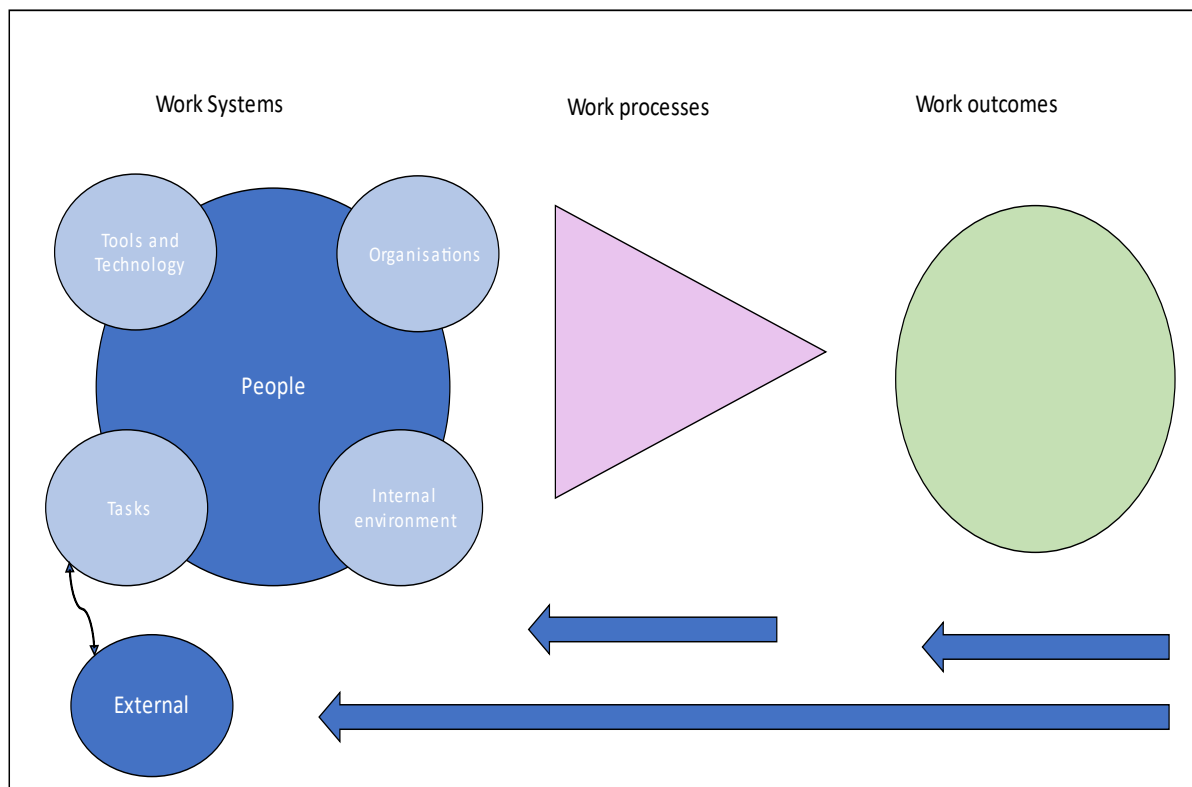 Work Systems
Work processes
Work outcomes
Tools and
Technology
Organisations
People
Tasks
Internal
environment
External